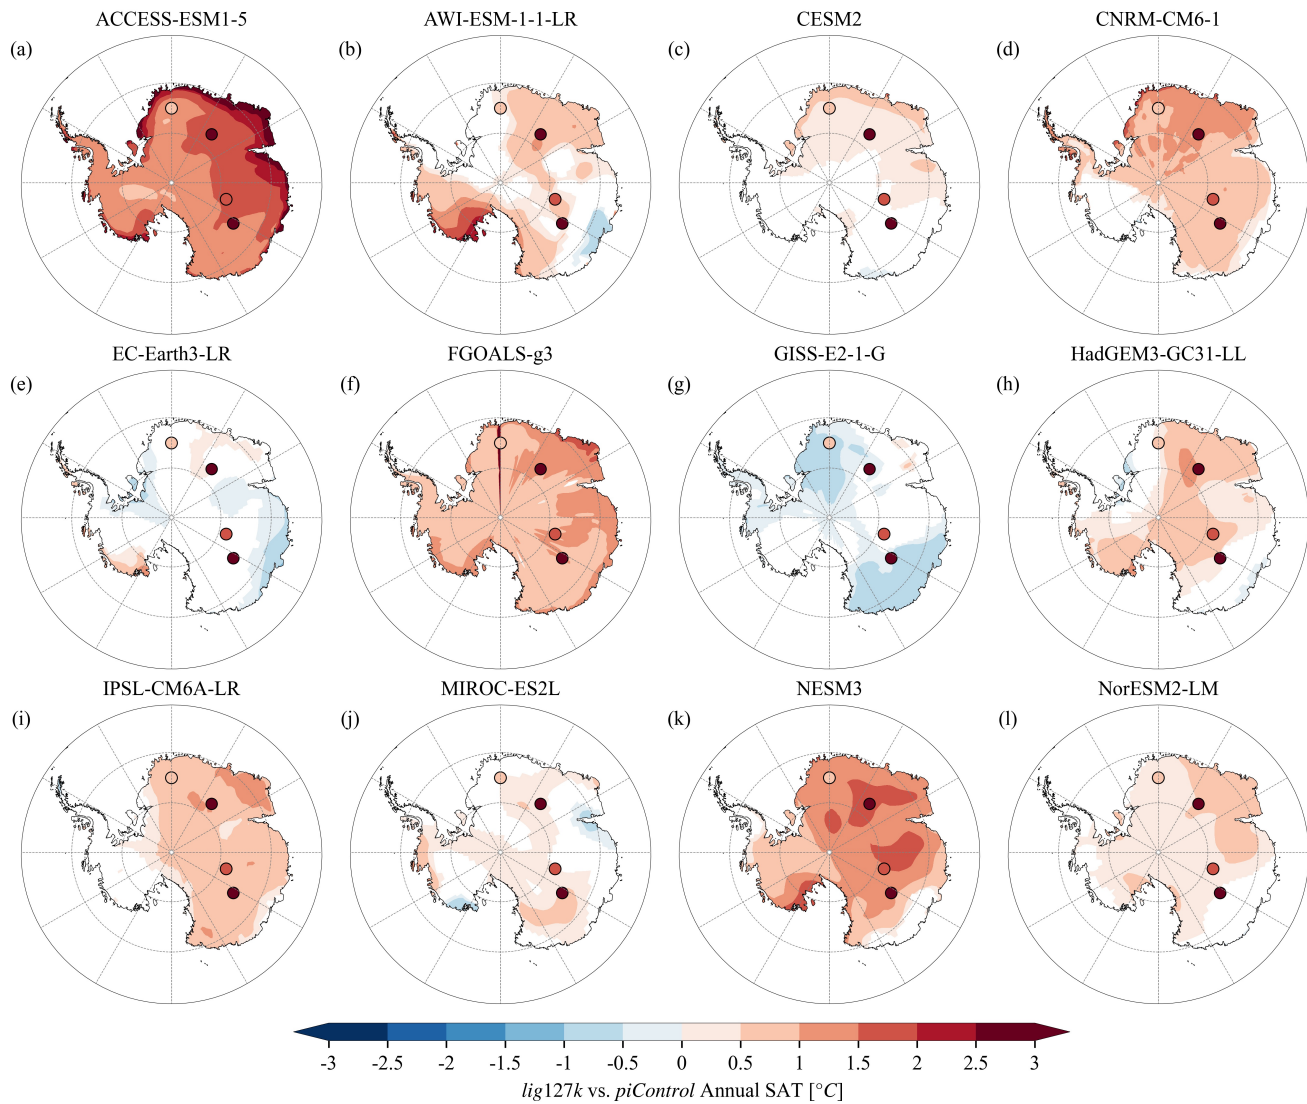 ACCESS-ESM1-5 AWI-ESM-1-1-LR CESM2 CNRM-CM6-1
(a) (b) (c) (d)
EC-Earth3-LR FGOALS-g3 GISS-E2-1-G HadGEM3-GC31-LL
(e) (f) (g) (h)
IPSL-CM6A-LR MIROC-ES2L NESM3 NorESM2-LM
(i) (j) (k) (l)
-3 -2.5 -2 -1.5 -1 -0.5 0 0.5 1 1.5 2 2.5 3
lig127k vs. piControl Annual SAT [°C]